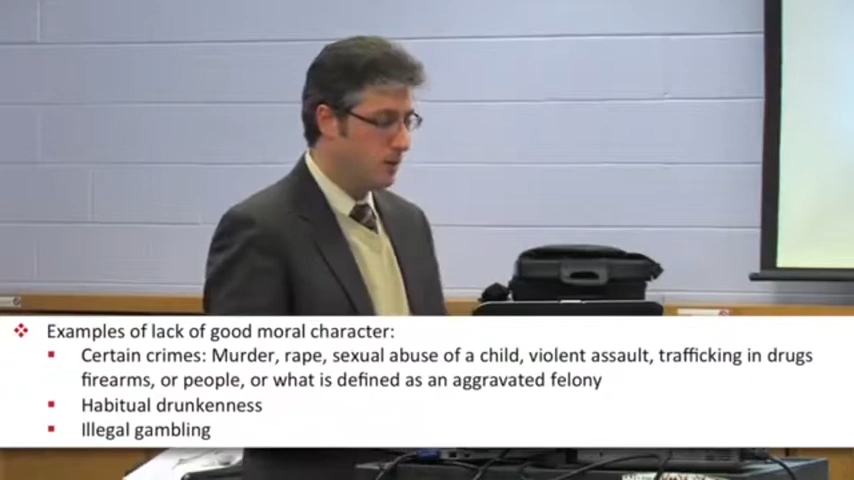 Examples of lack of good moral character:
Certain crimes: Murder, rape, sexual abuse of a child, violent assault, trafficking in drugs
firearms, or people, or what is defined as an aggravated felony
Habitual drunkenness
Illegal gambling